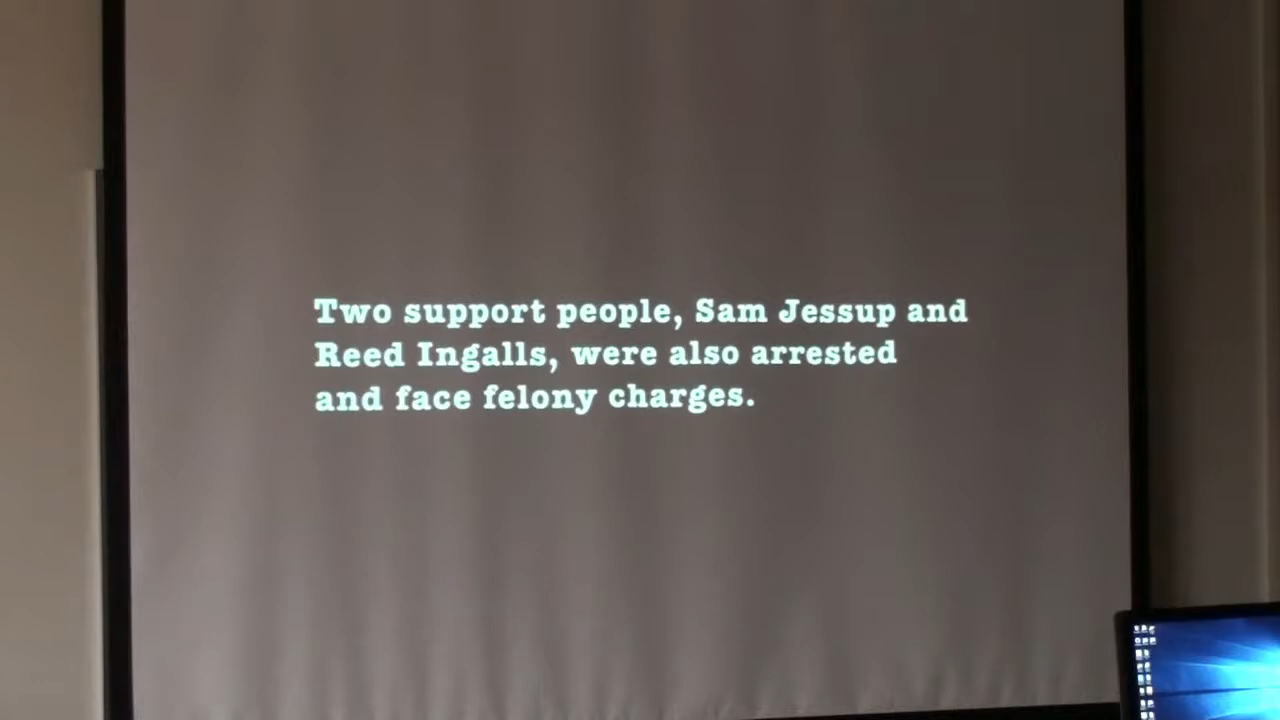 Two support people, Sam Jessup and
Reed Ingalls, were also arrested
and face felony charges.